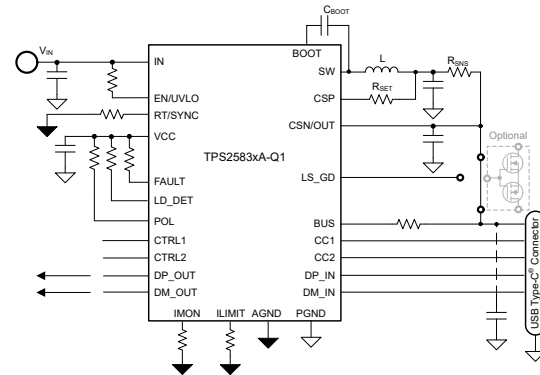 C_BOOT
V_IN
BOOT
IN
SW
L
R_SNS
EN/UVLO
CSP
R_SET
RT/SYNC
CSN/OUT
VCC
Optional
TPS2583xA-Q1
FAULT
LS_GD
LD_DET
POL
BUS
CTRL1
CC1
CTRL2
CC2
DP_OUT
DP_IN
DM_OUT
DM_IN
IMON
ILIMIT
AGND
PGND
USB Type-C® Connector